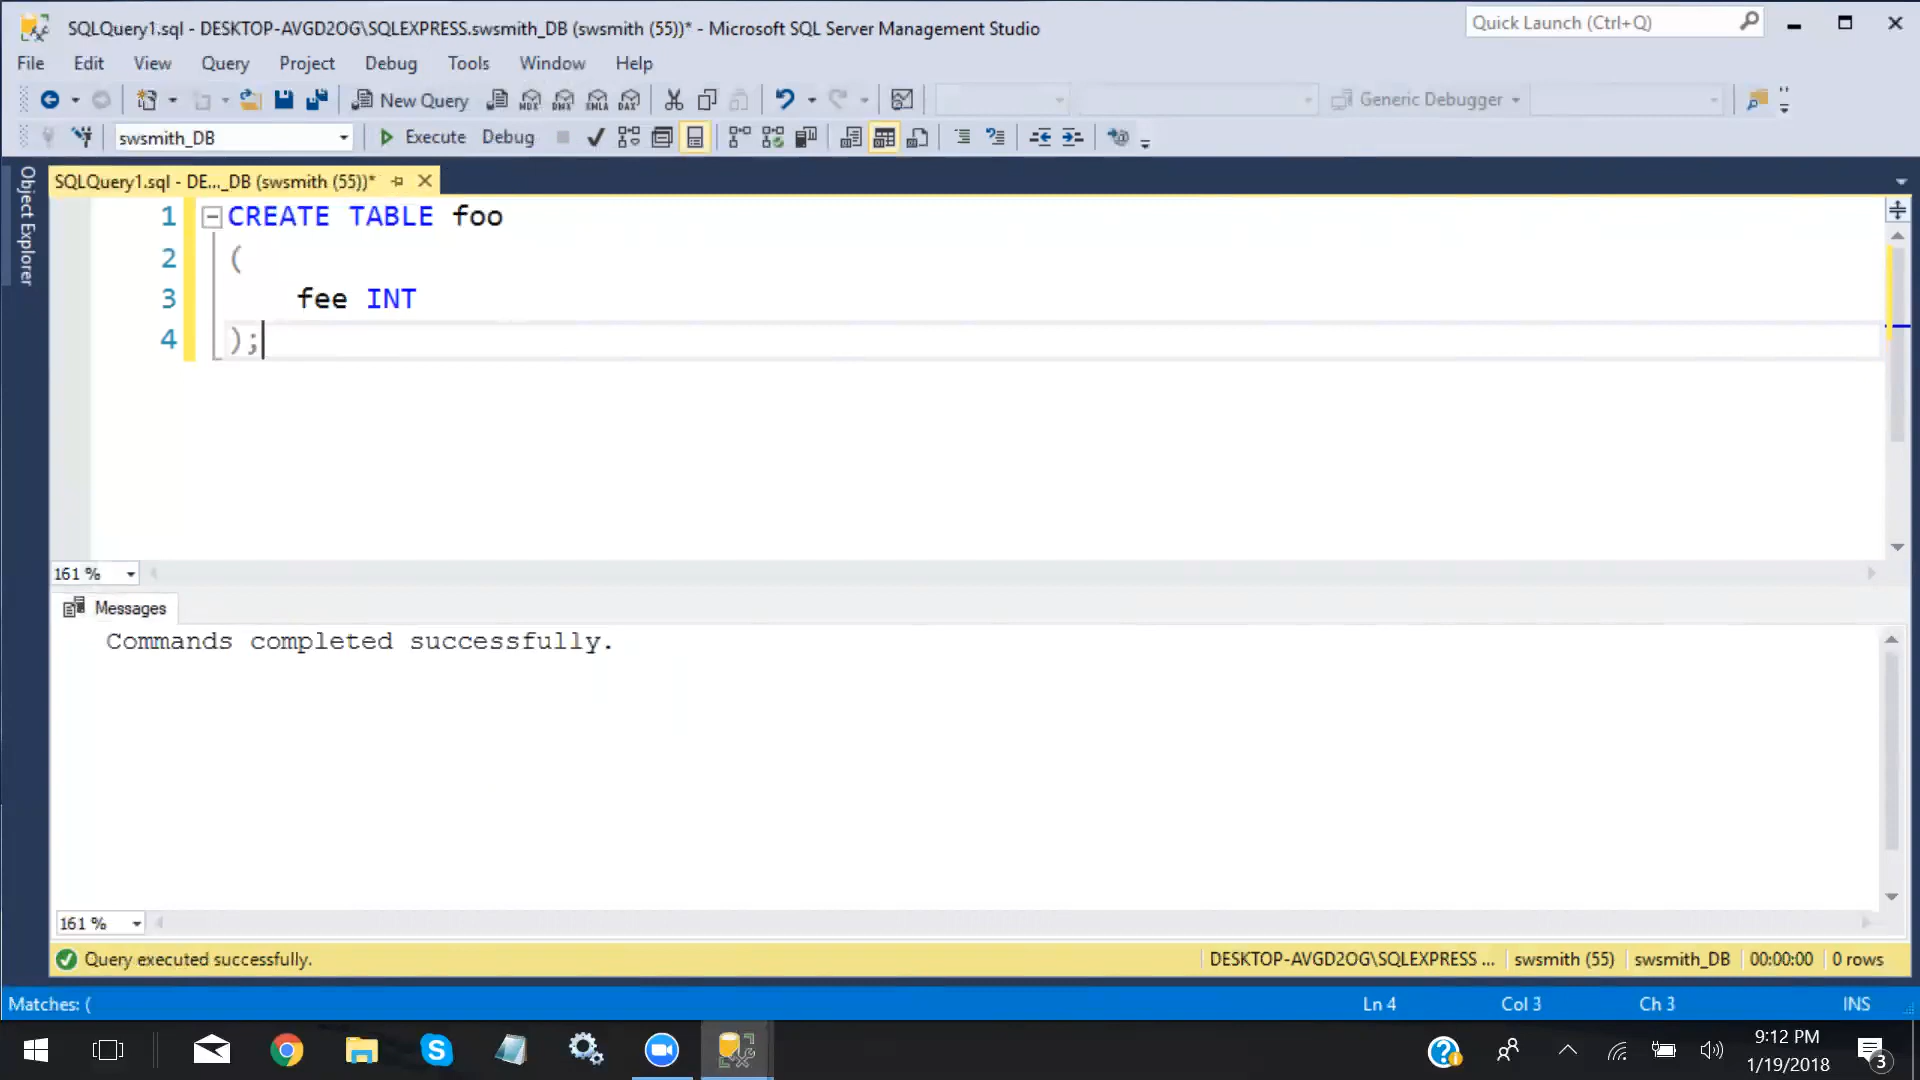 SQLQuery1.sql - DESKTOP-AVGD2OG\SQLEXPRESS.swsmith_DB (swsmith (55))* - Microsoft SQL Server Management Studio
Quick Launch (Ctrl+Q)
File Edit View Query Project Debug Tools Window Help
New Query MDX DMX XMLA DAX Generic Debugger
swsmith_DB Execute Debug
Object Explorer
SQLQuery1.sql - DE..._DB (swsmith (55))*
1 CREATE TABLE foo
2 (
3 fee INT
4 );
161 %
Messages
Commands completed successfully.
161 %
Query executed successfully.
DESKTOP-AVGD2OG\SQLEXPRESS ... swsmith (55) swsmith_DB 00:00:00 0 rows
Matches: ( Ln 4 Col 3 Ch 3 INS
9:12 PM
1/19/2018
3